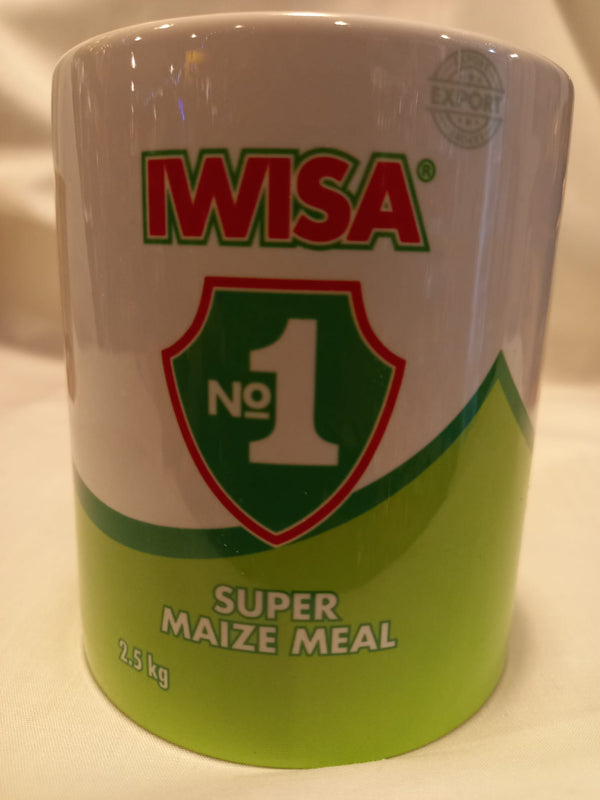 EXPORT
IWISA®
No 1
SUPER
MAIZE MEAL
2.5 kg